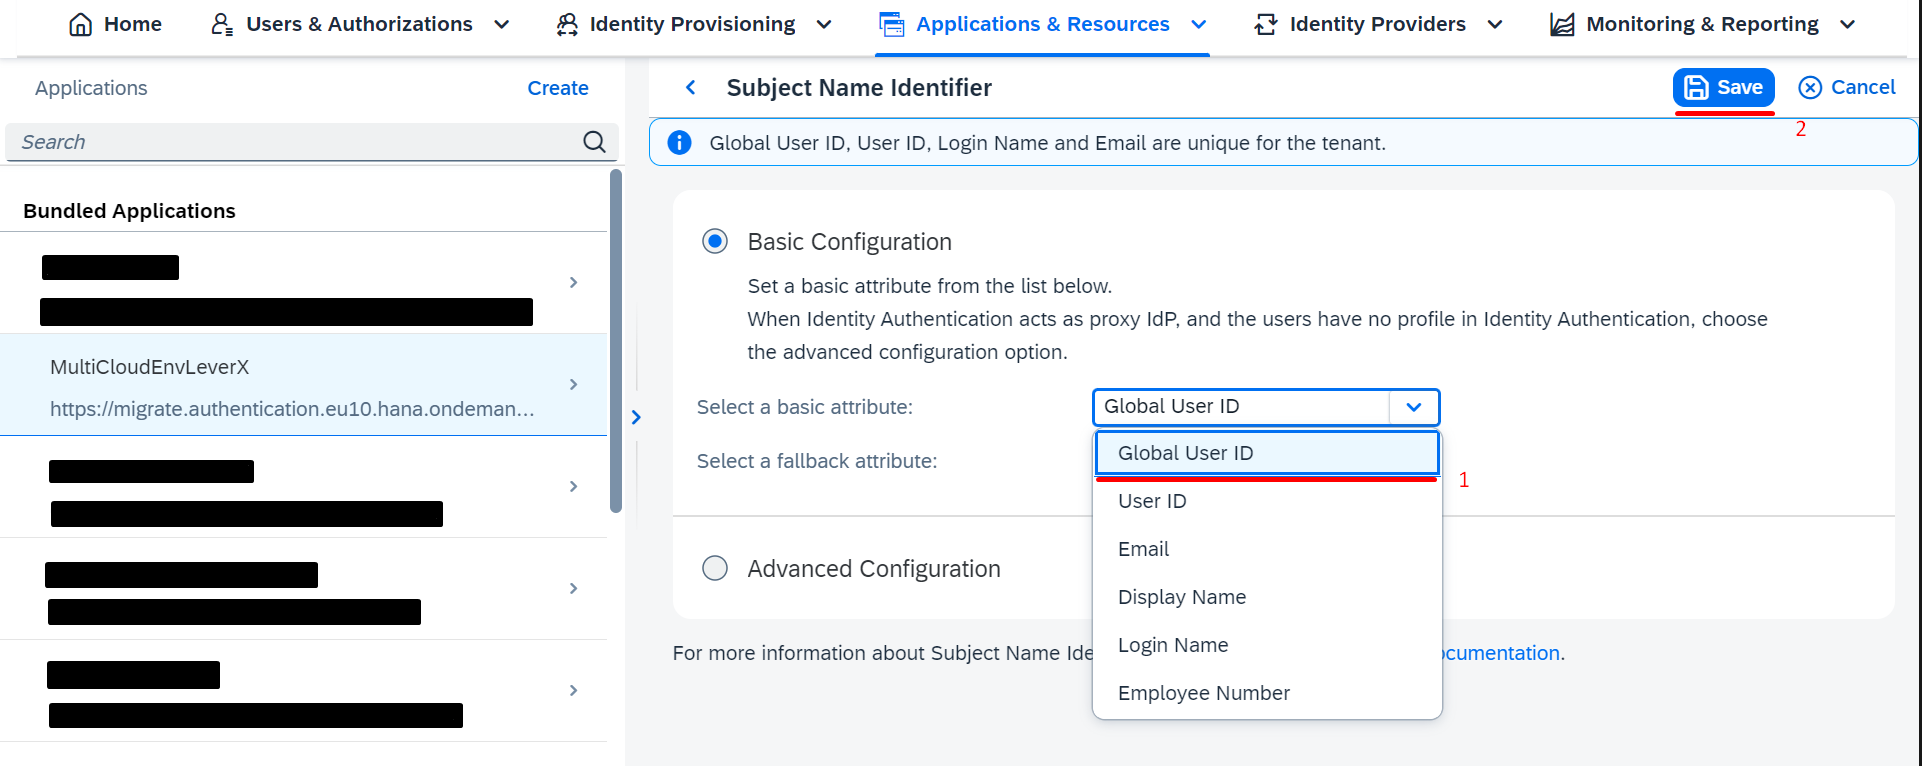 Home
Users & Authorizations
Identity Provisioning
Applications & Resources
Identity Providers
Monitoring & Reporting
Applications
Create
Search
Bundled Applications
MultiCloudEnvLeverX
https://migrate.authentication.eu10.hana.ondeman...
Subject Name Identifier
Save
Cancel
2
Global User ID, User ID, Login Name and Email are unique for the tenant.
Basic Configuration
Set a basic attribute from the list below.
When Identity Authentication acts as proxy IdP, and the users have no profile in Identity Authentication, choose
the advanced configuration option.
Select a basic attribute:
Global User ID
Select a fallback attribute:
Global User ID
1
User ID
Email
Display Name
Login Name
Employee Number
Advanced Configuration
For more information about Subject Name Ide
ocumentation.